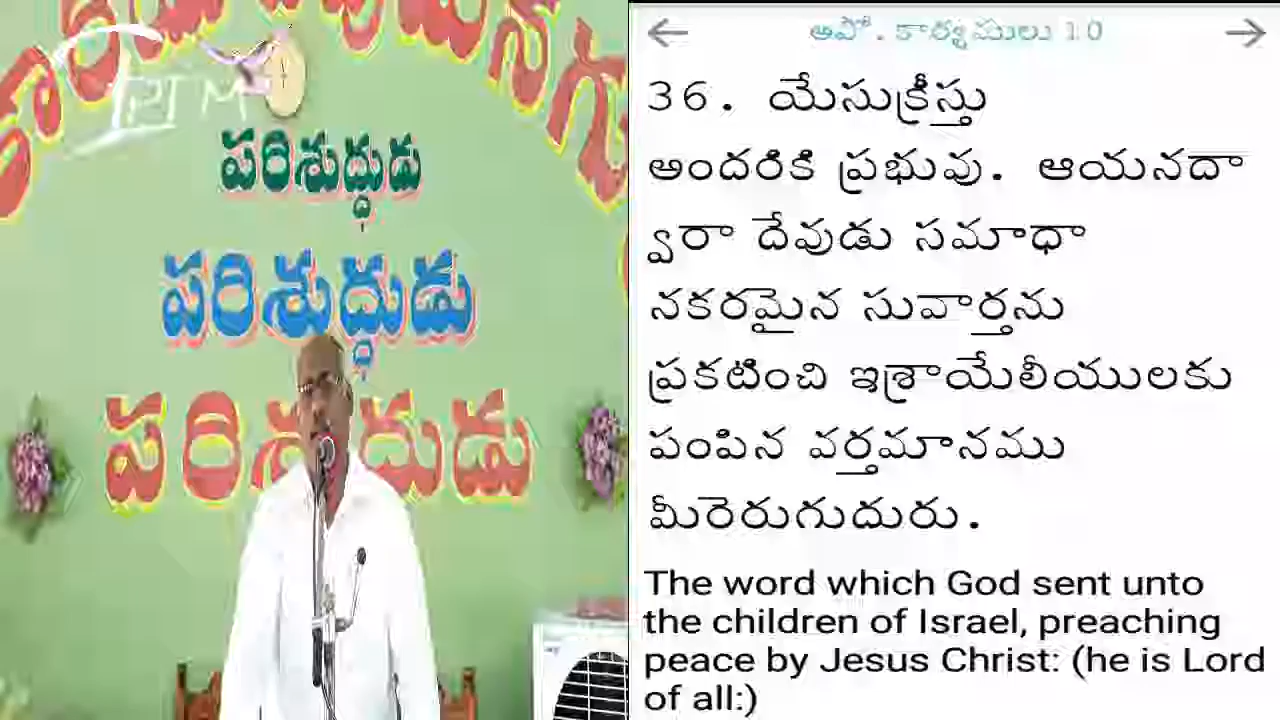 TPM
పరిశుద్ధుడు
పరిశుద్ధుడు
అపో. కార్యములు 10
36. యేసుక్రీస్తు
అందరికి ప్రభువు. ఆయనదా
్వరా దేవుడు సమాధా
నకరమైన సువార్తను
ప్రకటించి ఇశ్రాయేలీయులకు
పంపిన వర్తమానము
మీరెరుగుదురు.
The word which God sent unto
the children of Israel, preaching
peace by Jesus Christ: (he is Lord
of all:)